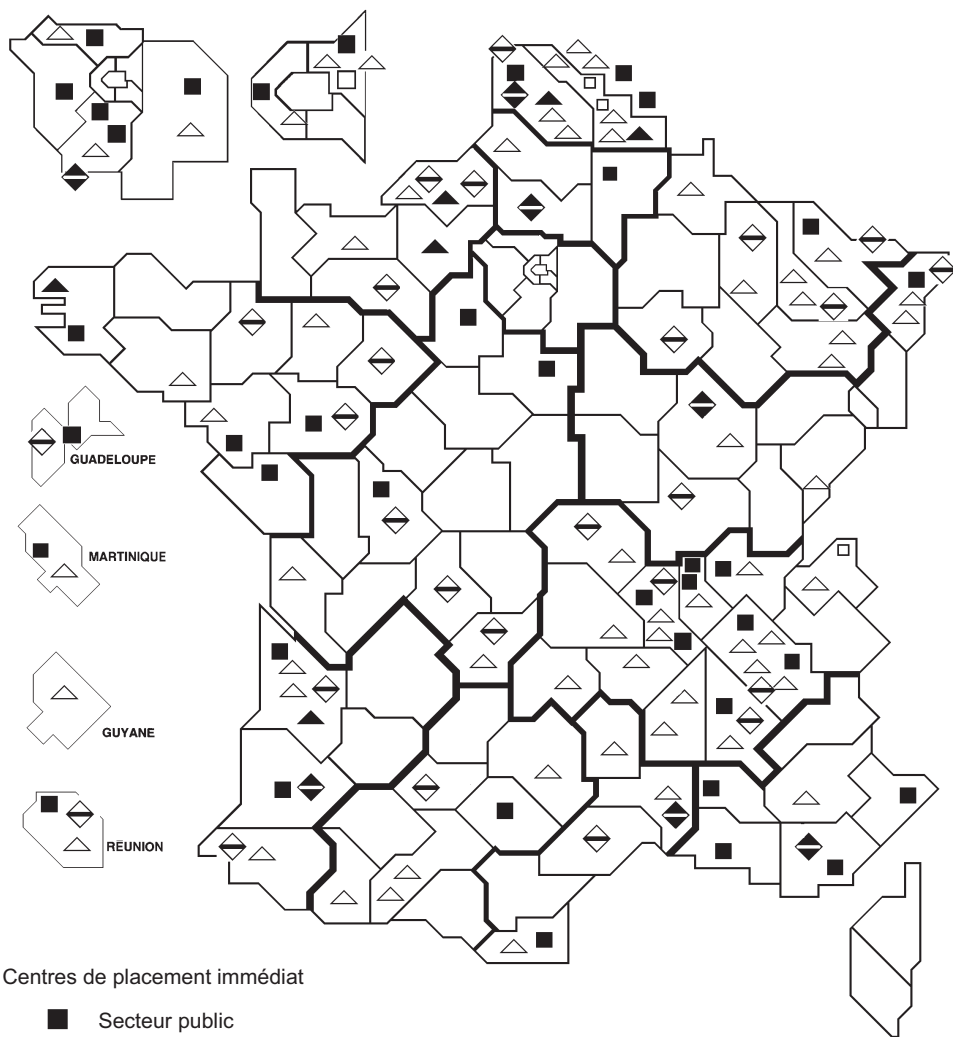 GUADELOUPE
MARTINIQUE
GUYANE
RÉUNION
Centres de placement immédiat
Secteur public